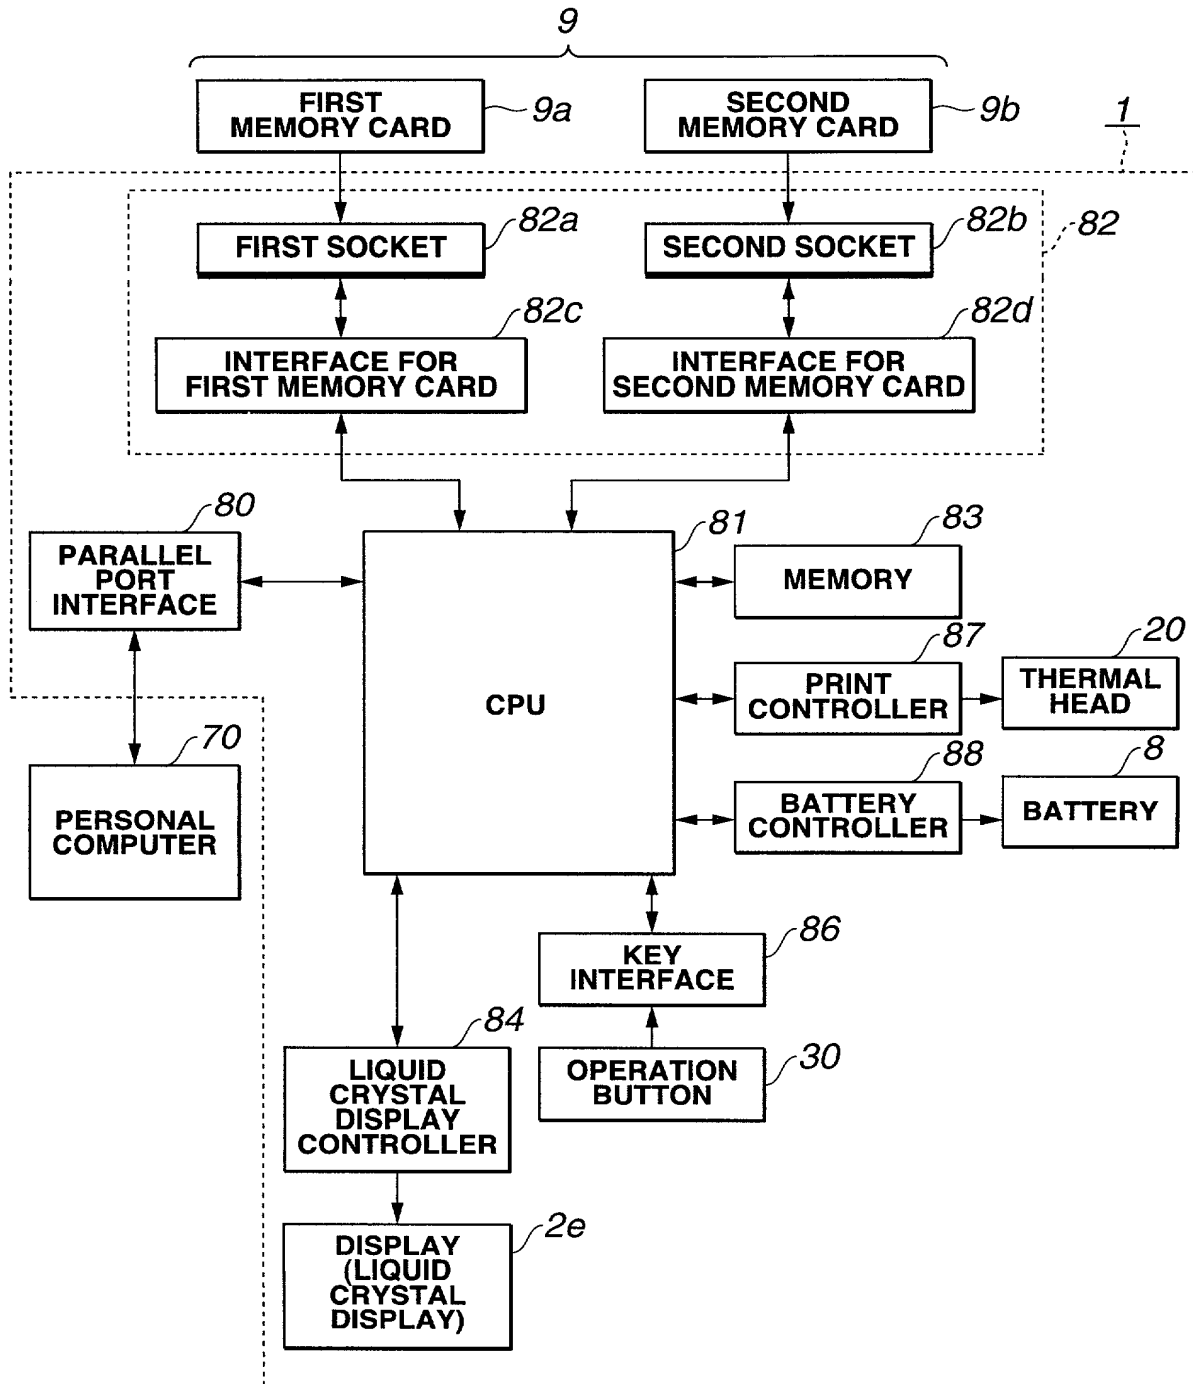 9
FIRST
MEMORY CARD
9a
SECOND
MEMORY CARD
9b
1
FIRST SOCKET
82a
SECOND SOCKET
82b
82
INTERFACE FOR
FIRST MEMORY CARD
82c
INTERFACE FOR
SECOND MEMORY CARD
82d
PARALLEL
PORT
INTERFACE
80
CPU
81
MEMORY
83
PRINT
CONTROLLER
87
THERMAL
HEAD
20
PERSONAL
COMPUTER
70
BATTERY
CONTROLLER
88
BATTERY
8
KEY
INTERFACE
86
LIQUID
CRYSTAL
DISPLAY
CONTROLLER
84
OPERATION
BUTTON
30
DISPLAY
(LIQUID
CRYSTAL
DISPLAY)
2e